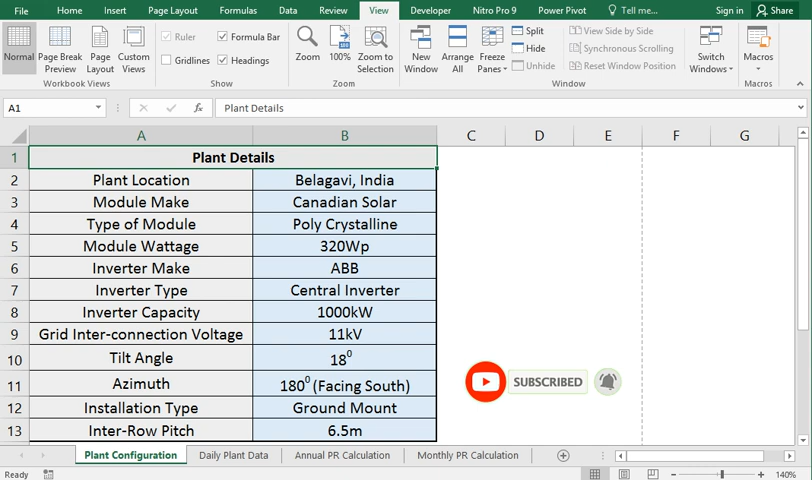 File Home Insert Page Layout Formulas Data Review View Developer Nitro Pro 9 Power Pivot Tell me... Sign in Share
Normal Page Break Preview Page Layout Custom Views
Workbook Views
Ruler Formula Bar
Gridlines Headings
Show
Zoom 100% Zoom to Selection
Zoom
New Window Arrange All Freeze Panes
Split
Hide
Unhide
View Side by Side
Synchronous Scrolling
Reset Window Position
Window
Switch Windows
Macros
Macros
A1 fx Plant Details
A B C D E F G
1 Plant Details
2 Plant Location Belagavi, India
3 Module Make Canadian Solar
4 Type of Module Poly Crystalline
5 Module Wattage 320Wp
6 Inverter Make ABB
7 Inverter Type Central Inverter
8 Inverter Capacity 1000kW
9 Grid Inter-connection Voltage 11kV
10 Tilt Angle 18⁰
11 Azimuth 180⁰ (Facing South)
12 Installation Type Ground Mount
13 Inter-Row Pitch 6.5m
SUBSCRIBED
Plant Configuration Daily Plant Data Annual PR Calculation Monthly PR Calculation
Ready 140%